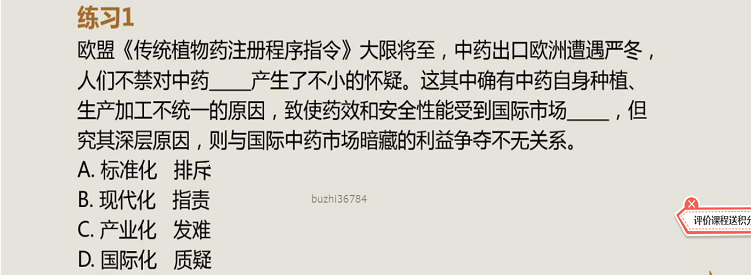 练习1
欧盟《传统植物药注册程序指令》大限将至，中药出口欧洲遭遇严冬，
人们不禁对中药_____产生了不小的怀疑。这其中确有中药自身种植、
生产加工不统一的原因，致使药效和安全性能受到国际市场_____，但
究其深层原因，则与国际中药市场暗藏的利益争夺不无关系。
A. 标准化 排斥
B. 现代化 指责
buzhi36784
C. 产业化 发难
评价课程送积分
D. 国际化 质疑